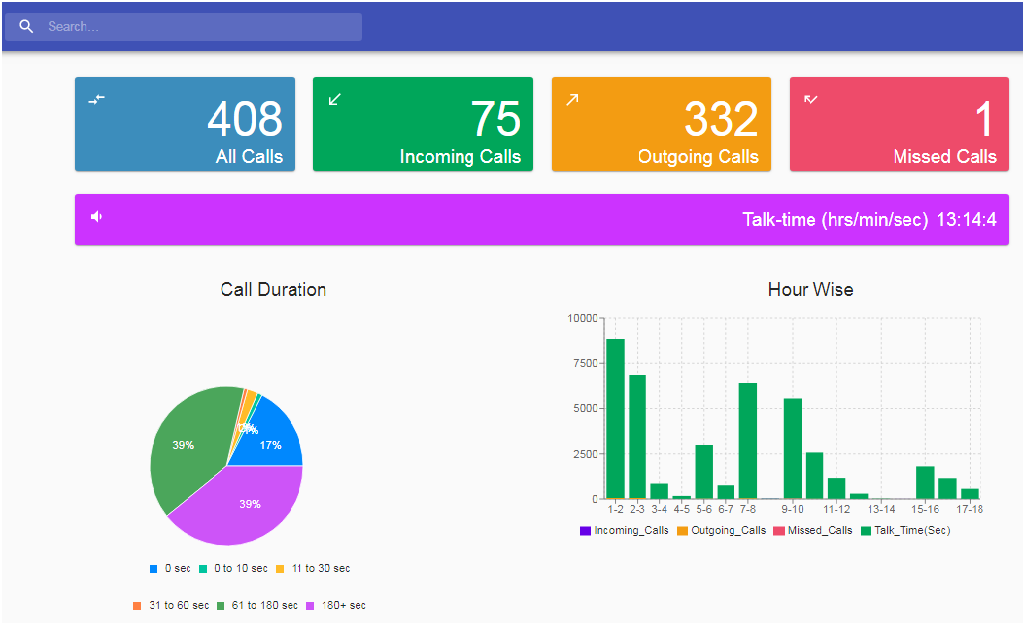 Search...
408
All Calls
75
Incoming Calls
332
Outgoing Calls
1
Missed Calls
Talk-time (hrs/min/sec) 13:14:4
Call Duration
39%
17%
39%
0 sec 0 to 10 sec 11 to 30 sec
31 to 60 sec 61 to 180 sec 180+ sec
Hour Wise
10000
7500
5000
2500
0
1-2 2-3 3-4 4-5 5-6 6-7 7-8 9-10 11-12 13-14 15-16 17-18
Incoming_Calls Outgoing_Calls Missed_Calls Talk_Time(Sec)